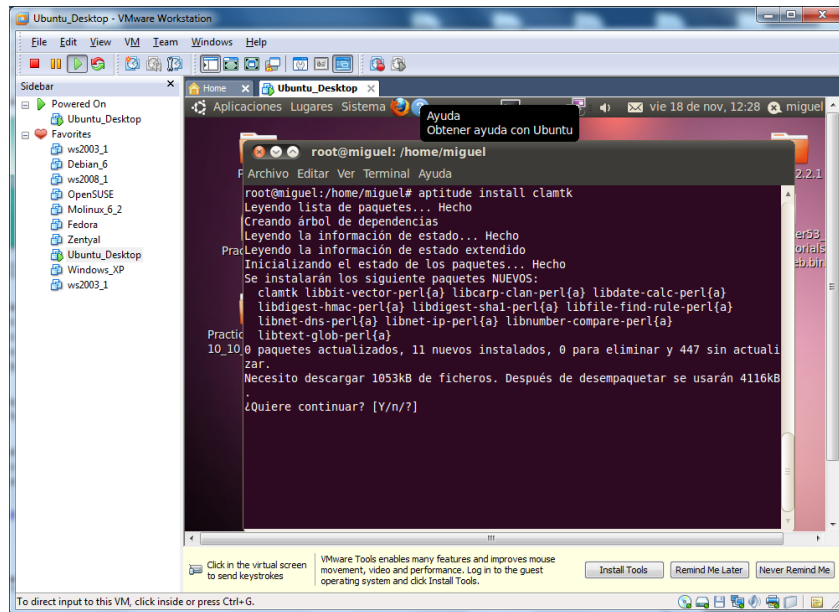 Ubuntu_Desktop - VMware Workstation
File Edit View VM Team Windows Help
Sidebar
Home Ubuntu_Desktop
Powered On
Ubuntu_Desktop
Favorites
ws2003_1
Debian_6
ws2008_1
OpenSUSE
Molinux_6_2
Fedora
Zentyal
Ubuntu_Desktop
Windows_XP
ws2003_1
Aplicaciones Lugares Sistema vie 18 de nov, 12:28 miguel
Ayuda
Obtener ayuda con Ubuntu
root@miguel: /home/miguel
Archivo Editar Ver Terminal Ayuda
root@miguel:/home/miguel# aptitude install clamtk
Leyendo lista de paquetes... Hecho
Creando árbol de dependencias
Leyendo la información de estado... Hecho
Leyendo la información de estado extendido
Inicializando el estado de los paquetes... Hecho
Se instalarán los siguiente paquetes NUEVOS:
clamtk libbit-vector-perl{a} libcarp-clan-perl{a} libdate-calc-perl{a}
libdigest-hmac-perl{a} libdigest-sha1-perl{a} libfile-find-rule-perl{a}
libnet-dns-perl{a} libnet-ip-perl{a} libnumber-compare-perl{a}
libtext-glob-perl{a}
0 paquetes actualizados, 11 nuevos instalados, 0 para eliminar y 447 sin actuali
zar.
Necesito descargar 1053kB de ficheros. Después de desempaquetar se usarán 4116kB
.
¿Quiere continuar? [Y/n/?]
Prac
Practic
10_10_
2.2.1
er53_
orials
eb.bin
Click in the virtual screen
to send keystrokes
VMware Tools enables many features and improves mouse
movement, video and performance. Log in to the guest
operating system and click Install Tools.
Install Tools Remind Me Later Never Remind Me
To direct input to this VM, click inside or press Ctrl+G.